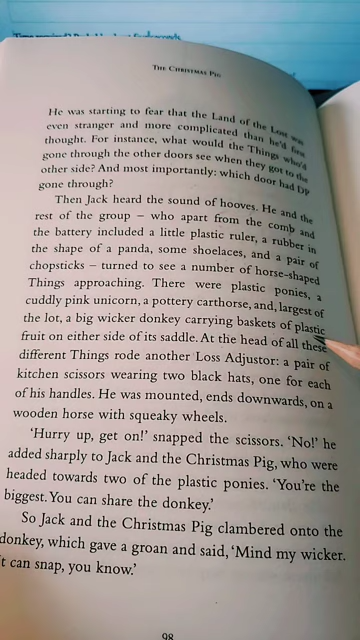 THE CHRISTMAS PIG
He was starting to fear that the Land of the Lost was
even stranger and more complicated than he'd first
thought. For instance, what would the Things who'd
gone through the other doors see when they got to the
other side? And most importantly: which door had DP
gone through?
Then Jack heard the sound of hooves. He and the
rest of the group – who apart from the comb and
the battery included a little plastic ruler, a rubber in
the shape of a panda, some shoelaces, and a pair of
chopsticks – turned to see a number of horse-shaped
Things approaching. There were plastic ponies, a
cuddly pink unicorn, a pottery carthorse, and, largest of
the lot, a big wicker donkey carrying baskets of plastic
fruit on either side of its saddle. At the head of all these
different Things rode another Loss Adjustor: a pair of
kitchen scissors wearing two black hats, one for each
of his handles. He was mounted, ends downwards, on a
wooden horse with squeaky wheels.
'Hurry up, get on!' snapped the scissors. 'No!' he
added sharply to Jack and the Christmas Pig, who were
headed towards two of the plastic ponies. 'You're the
biggest. You can share the donkey.'
So Jack and the Christmas Pig clambered onto the
donkey, which gave a groan and said, 'Mind my wicker.
It can snap, you know.'
98